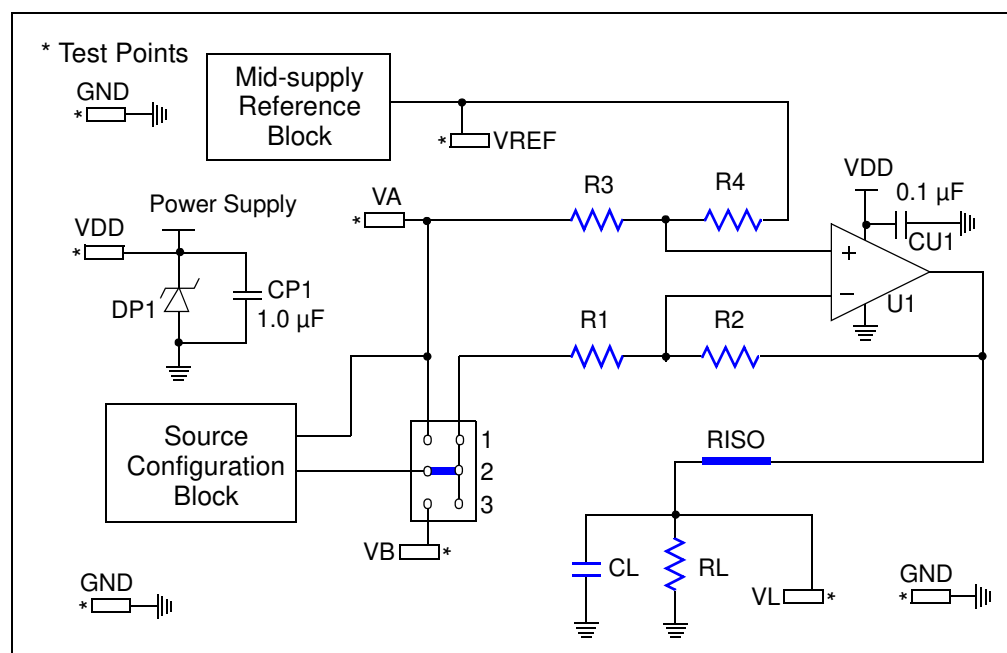 * Test Points
GND
*
Mid-supply
Reference
Block
* VREF
R3
R4
VDD
0.1 µF
CU1
VA
*
Power Supply
VDD
*
DP1
CP1
1.0 µF
+
−
U1
R1
R2
Source
Configuration
Block
1
2
3
VB *
RISO
CL
RL
VL *
GND
*
GND
*